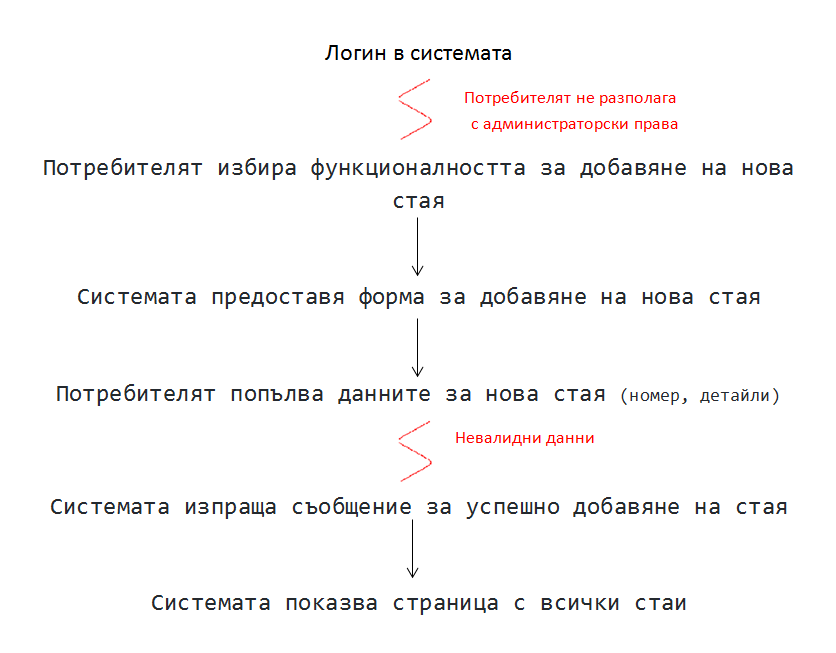 Логин в системата
Потребителят не разполага
с администраторски права
Потребителят избира функционалността за добавяне на нова
стая
Системата предоставя форма за добавяне на нова стая
Потребителят попълва данните за нова стая (номер, детайли)
Невалидни данни
Системата изпраща съобщение за успешно добавяне на стая
Системата показва страница с всички стаи